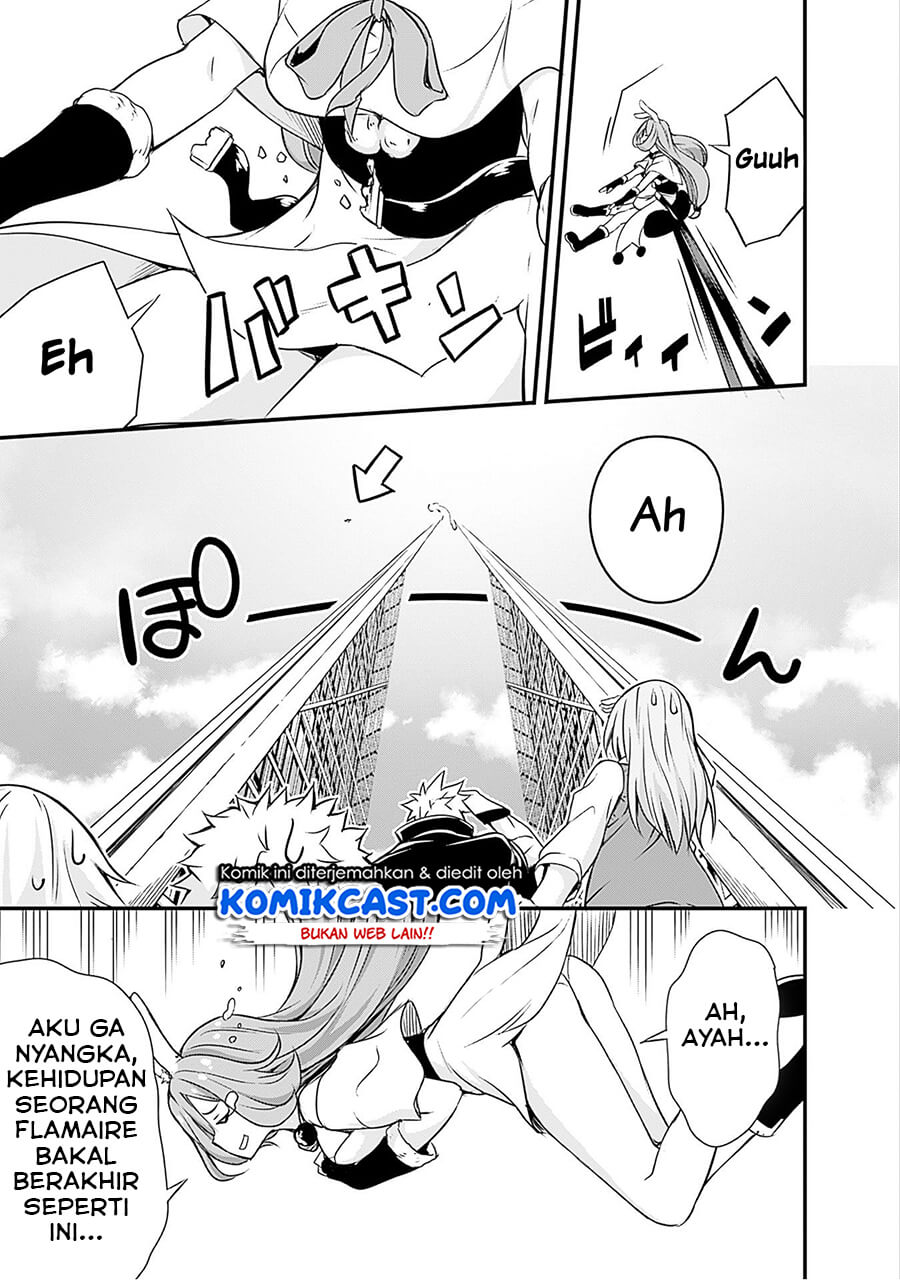 Guuh
ビィィン
バキン
Eh
Ah
ぽーん
Komik ini diterjemahkan & diedit oleh
KOMIKCAST.COM
BUKAN WEB LAIN!!
AH,
AYAH...
AKU GA
NYANGKA,
KEHIDUPAN
SEORANG
FLAMAIRE
BAKAL
BERAKHIR
SEPERTI
INI...